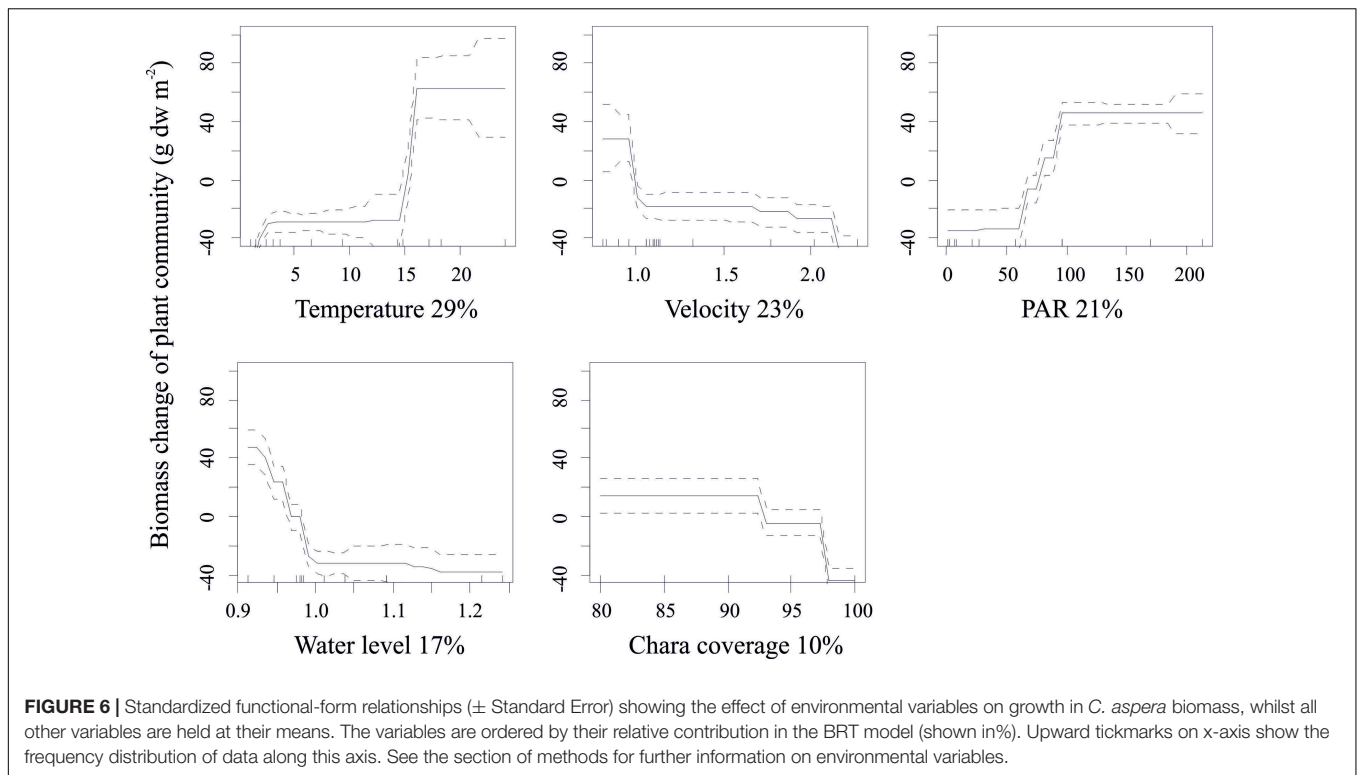 Biomass change of plant community (g dw m-2)
80
40
0
-40
5 10 15 20
Temperature 29%
80
40
0
-40
1.0 1.5 2.0
Velocity 23%
80
40
0
-40
0 50 100 150 200
PAR 21%
80
40
0
-40
0.9 1.0 1.1 1.2
Water level 17%
80
40
0
-40
80 85 90 95 100
Chara coverage 10%
FIGURE 6 | Standardized functional-form relationships (± Standard Error) showing the effect of environmental variables on growth in C. aspera biomass, whilst all
other variables are held at their means. The variables are ordered by their relative contribution in the BRT model (shown in%). Upward tickmarks on x-axis show the
frequency distribution of data along this axis. See the section of methods for further information on environmental variables.